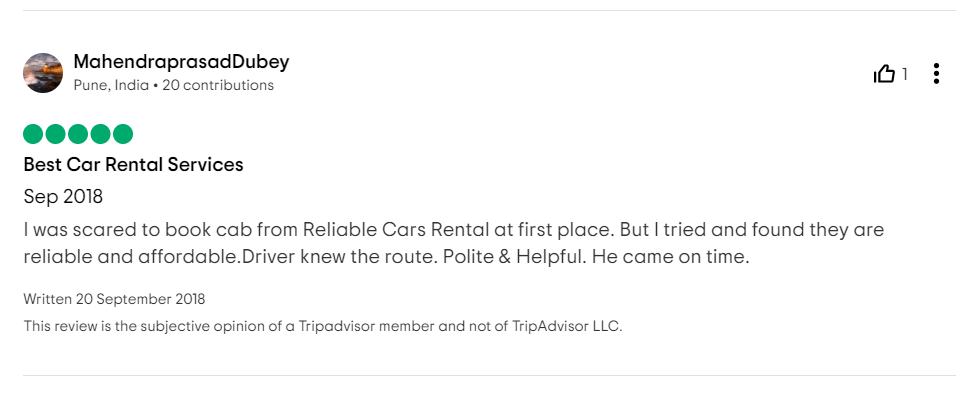 MahendraprasadDubey
Pune, India • 20 contributions
1
Best Car Rental Services
Sep 2018
I was scared to book cab from Reliable Cars Rental at first place. But I tried and found they are
reliable and affordable.Driver knew the route. Polite & Helpful. He came on time.
Written 20 September 2018
This review is the subjective opinion of a Tripadvisor member and not of TripAdvisor LLC.